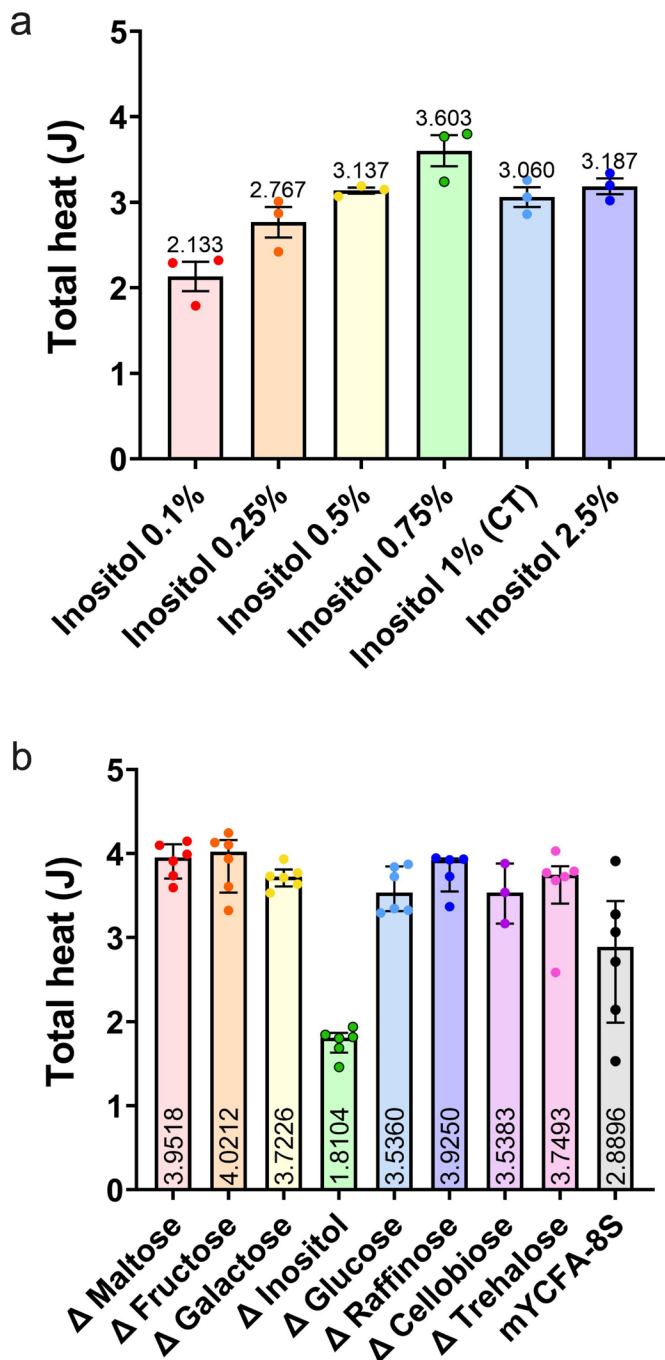 a
Total heat (J)
5
4
3
2
1
0
2.133
2.767
3.137
3.603
3.060
3.187
Inositol 0.1%
Inositol 0.25%
Inositol 0.5%
Inositol 0.75%
Inositol 1% (CT)
Inositol 2.5%
b
Total heat (J)
5
4
3
2
1
0
3.9518
4.0212
3.7226
1.8104
3.5360
3.9250
3.5383
3.7493
2.8896
Δ Maltose
Δ Fructose
Δ Galactose
Δ Inositol
Δ Glucose
Δ Raffinose
Δ Cellobiose
Δ Trehalose
mYCFA-8S